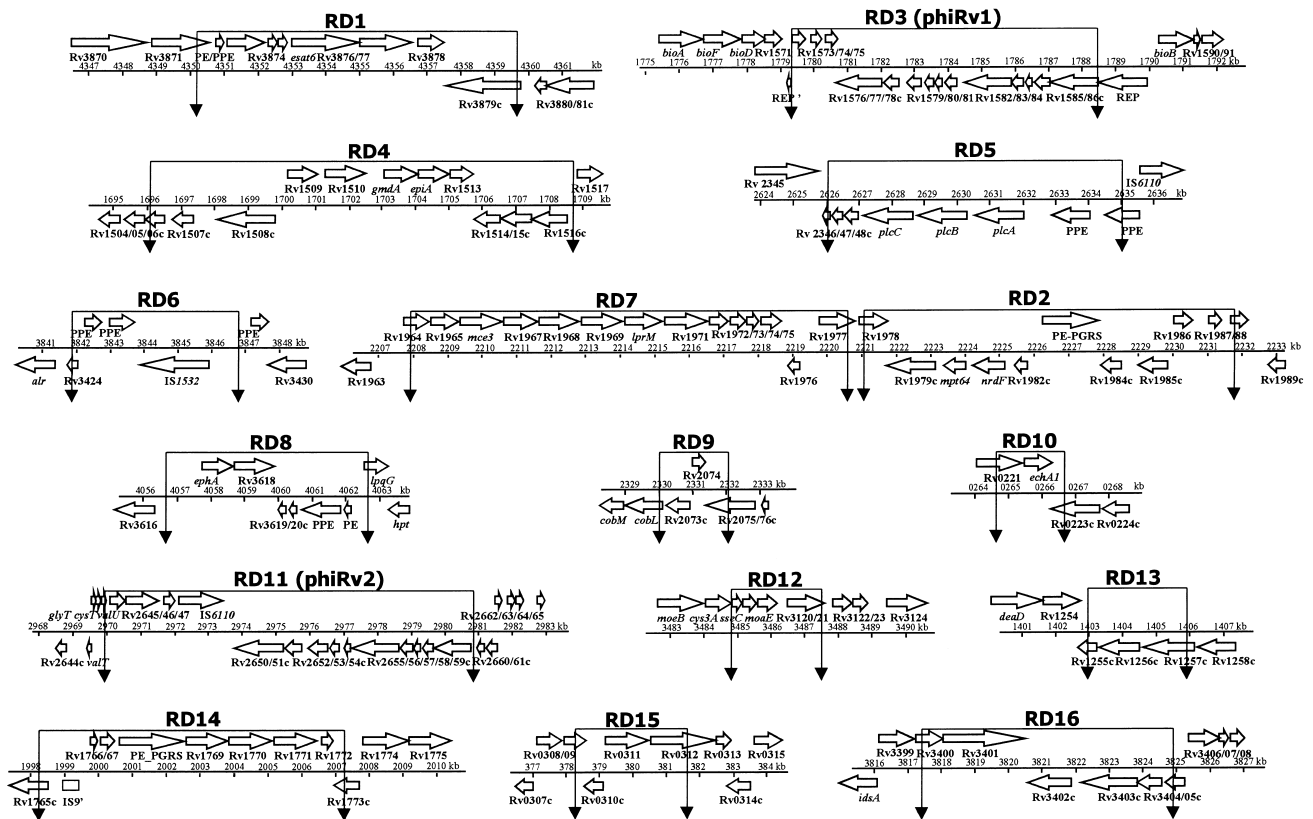 RD1
Rv3870 Rv3871 PE/PPE Rv3874 esat6 Rv3876/77 Rv3878
4347 4348 4349 4350 4351 4352 4353 4354 4355 4356 4357 4358 4359 4360 4361 kb
Rv3879c Rv3880/81c
RD3 (phiRv1)
bioA bioF bioD Rv1571 Rv1573/74/75 bioB Rv1590/91
1775 1776 1777 1778 1779 1780 1781 1782 1783 1784 1785 1786 1787 1788 1789 1790 1791 1792 kb
REP ' Rv1576/77/78c Rv1579/80/81 Rv1582/83/84 Rv1585/86c REP
RD4
Rv1509 Rv1510 gmdA epiA Rv1513 Rv1517
1695 1696 1697 1698 1699 1700 1701 1702 1703 1704 1705 1706 1707 1708 1709 kb
Rv1504/05/06c Rv1507c Rv1508c Rv1514/15c Rv1516c
RD5
Rv 2345 IS6110
2624 2625 2626 2627 2628 2629 2630 2631 2632 2633 2634 2635 2636 kb
Rv 2346/47/48c plcC plcB plcA PPE PPE
RD6
PPE PPE PPE
3841 3842 3843 3844 3845 3846 3847 3848 kb
alr Rv3424 IS1532 Rv3430
RD7
RD2
Rv1964 Rv1965 mce3 Rv1967 Rv1968 Rv1969 lprM Rv1971 Rv1972/73/74/75 Rv1977 Rv1978 PE-PGRS Rv1986 Rv1987/88
2207 2208 2209 2210 2211 2212 2213 2214 2215 2216 2217 2218 2219 2220 2221 2222 2223 2224 2225 2226 2227 2228 2229 2230 2231 2232 2233 kb
Rv1963 Rv1976 Rv1979c mpt64 nrdF Rv1982c Rv1984c Rv1985c Rv1989c
RD8
ephA Rv3618 lpqG
4056 4057 4058 4059 4060 4061 4062 4063 kb
Rv3616 Rv3619/20c PPE PE hpt
RD9
Rv2074
2329 2330 2331 2332 2333 kb
cobM cobL Rv2073c Rv2075/76c
RD10
Rv0221 echA1
0264 0265 0266 0267 0268 kb
Rv0223c Rv0224c
RD11 (phiRv2)
glyT cysT valU Rv2645/46/47 IS6110 Rv2662/63/64/65
2968 2969 2970 2971 2972 2973 2974 2975 2976 2977 2978 2979 2980 2981 2982 2983 kb
Rv2644c valT Rv2650/51c Rv2652/53/54c Rv2655/56/57/58/59c Rv2660/61c
RD12
moeB cys3A sseC moaE Rv3120/21 Rv3122/23 Rv3124
3483 3484 3485 3486 3487 3488 3489 3490 kb
RD13
deaD Rv1254
1401 1402 1403 1404 1405 1406 1407 kb
Rv1255c Rv1256c Rv1257c Rv1258c
RD14
Rv1766/67 PE_PGRS Rv1769 Rv1770 Rv1771 Rv1772 Rv1774 Rv1775
1998 1999 2000 2001 2002 2003 2004 2005 2006 2007 2008 2009 2010 kb
Rv1765c IS9' Rv1773c
RD15
Rv0308/09 Rv0311 Rv0312 Rv0313 Rv0315
377 378 379 380 381 382 383 384 kb
Rv0307c Rv0310c Rv0314c
RD16
Rv3399 Rv3400 Rv3401 Rv3406/07/08
3816 3817 3818 3819 3820 3821 3822 3823 3824 3825 3826 3827 kb
idsA Rv3402c Rv3403c Rv3404/05c